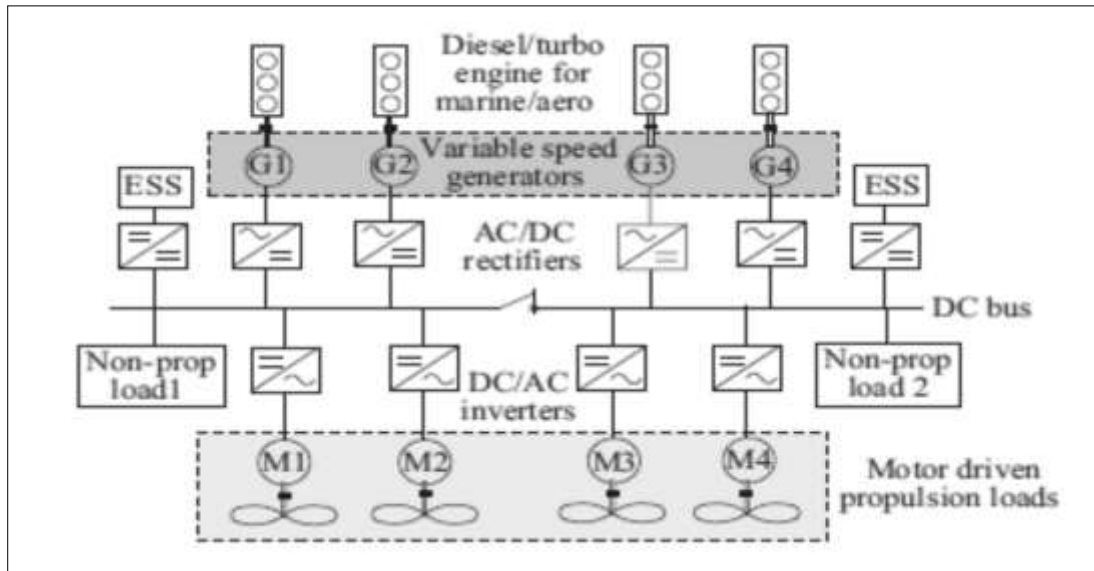 Diesel/turbo
engine for
marine/aero
G1
G2
Variable speed
generators
G3
G4
ESS
ESS
AC/DC
rectifiers
DC bus
Non-prop
load1
DC/AC
inverters
Non-prop
load 2
M1
M2
M3
M4
Motor driven
propulsion loads